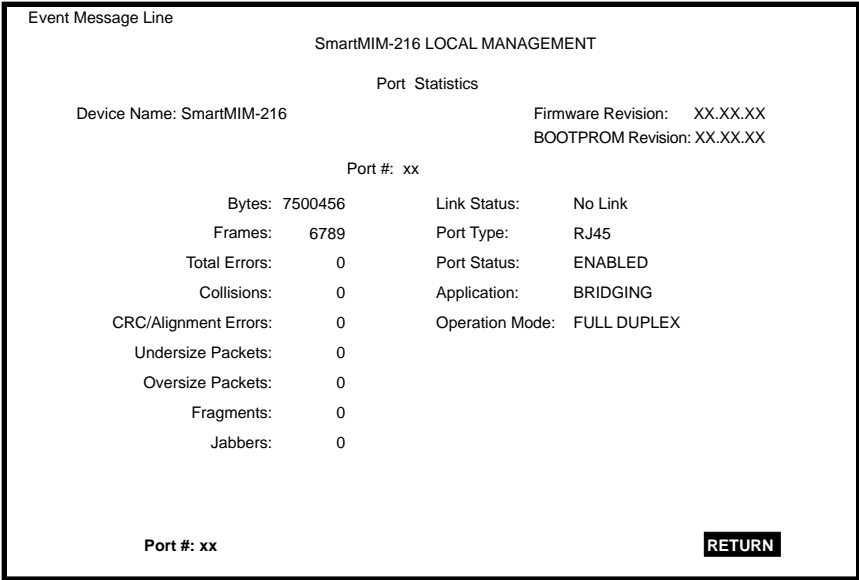 Event Message Line
SmartMIM-216 LOCAL MANAGEMENT
Port Statistics
Device Name: SmartMIM-216 Firmware Revision: XX.XX.XX
BOOTPROM Revision: XX.XX.XX
Port #: xx
Bytes: 7500456 Link Status: No Link
Frames: 6789 Port Type: RJ45
Total Errors: 0 Port Status: ENABLED
Collisions: 0 Application: BRIDGING
CRC/Alignment Errors: 0 Operation Mode: FULL DUPLEX
Undersize Packets: 0
Oversize Packets: 0
Fragments: 0
Jabbers: 0
Port #: xx RETURN